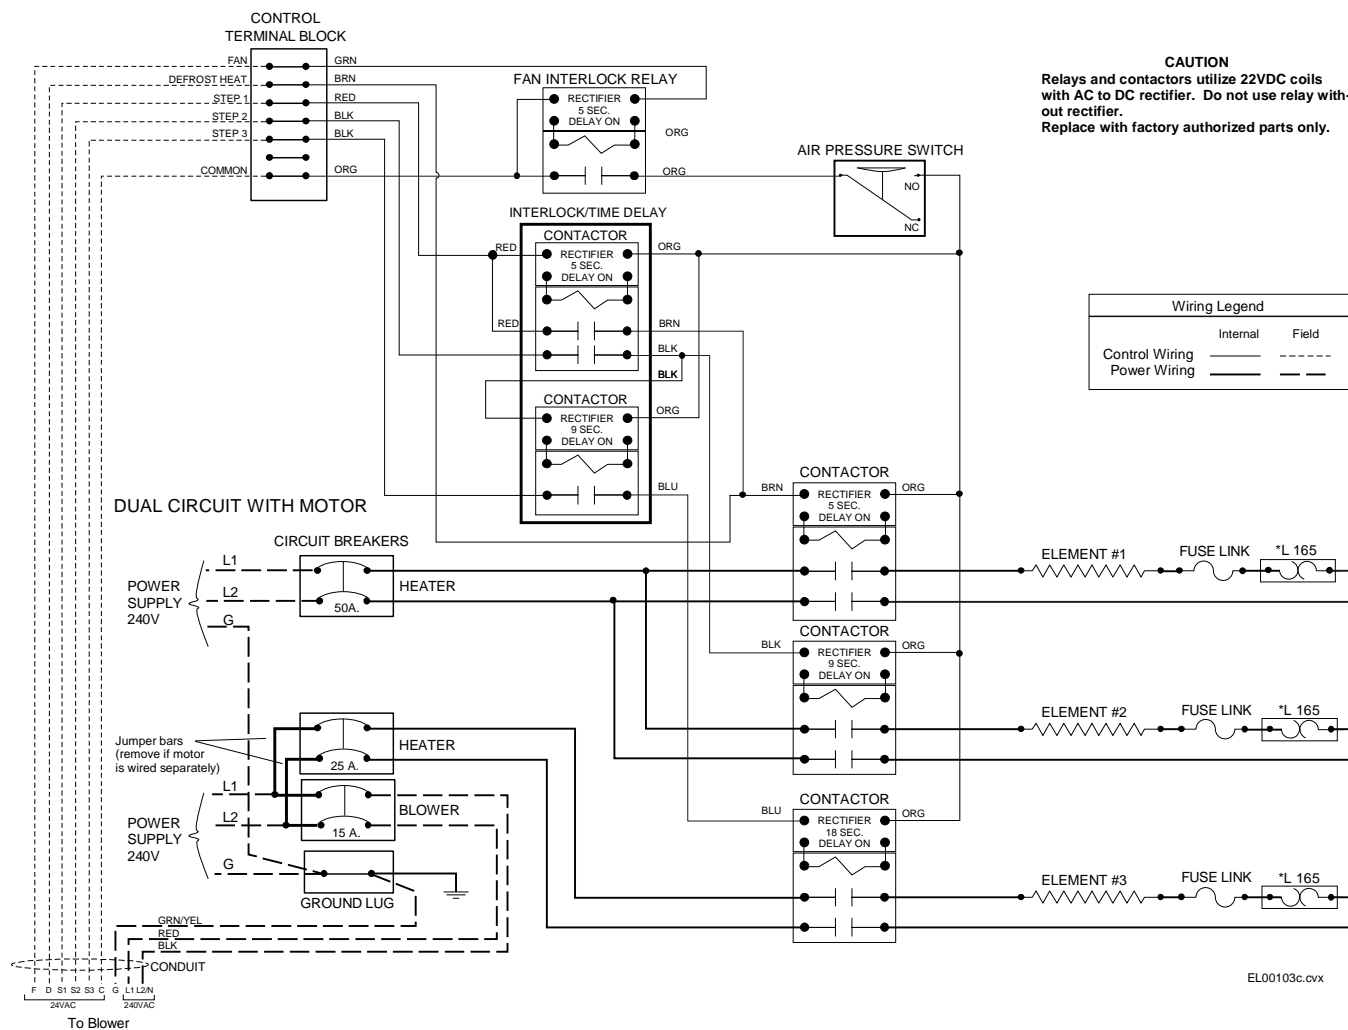 CONTROL
TERMINAL BLOCK
FAN
GRN
DEFROST HEAT
BRN
STEP 1
RED
STEP 2
BLK
STEP 3
BLK
COMMON
ORG
FAN INTERLOCK RELAY
RECTIFIER
5 SEC.
DELAY ON
ORG
ORG
AIR PRESSURE SWITCH
NO
NC
CAUTION
Relays and contactors utilize 22VDC coils
with AC to DC rectifier. Do not use relay with-
out rectifier.
Replace with factory authorized parts only.
INTERLOCK/TIME DELAY
CONTACTOR
RED
RECTIFIER
5 SEC.
DELAY ON
ORG
RED
BRN
BLK
BLK
CONTACTOR
RECTIFIER
9 SEC.
DELAY ON
ORG
BLU
Wiring Legend
Internal Field
Control Wiring
Power Wiring
DUAL CIRCUIT WITH MOTOR
CIRCUIT BREAKERS
L1
L2
G
POWER
SUPPLY
240V
50A.
HEATER
CONTACTOR
BRN
RECTIFIER
5 SEC.
DELAY ON
ORG
ELEMENT #1
FUSE LINK
*L 165
CONTACTOR
BLK
RECTIFIER
9 SEC.
DELAY ON
ORG
ELEMENT #2
FUSE LINK
*L 165
Jumper bars
(remove if motor
is wired separately)
25 A.
HEATER
L1
L2
G
POWER
SUPPLY
240V
15 A.
BLOWER
GROUND LUG
CONTACTOR
BLU
RECTIFIER
18 SEC.
DELAY ON
ORG
ELEMENT #3
FUSE LINK
*L 165
GRN/YEL
RED
BLK
CONDUIT
F D S1 S2 S3 C G L1 L2/N
24VAC 240VAC
To Blower
EL00103c.cvx